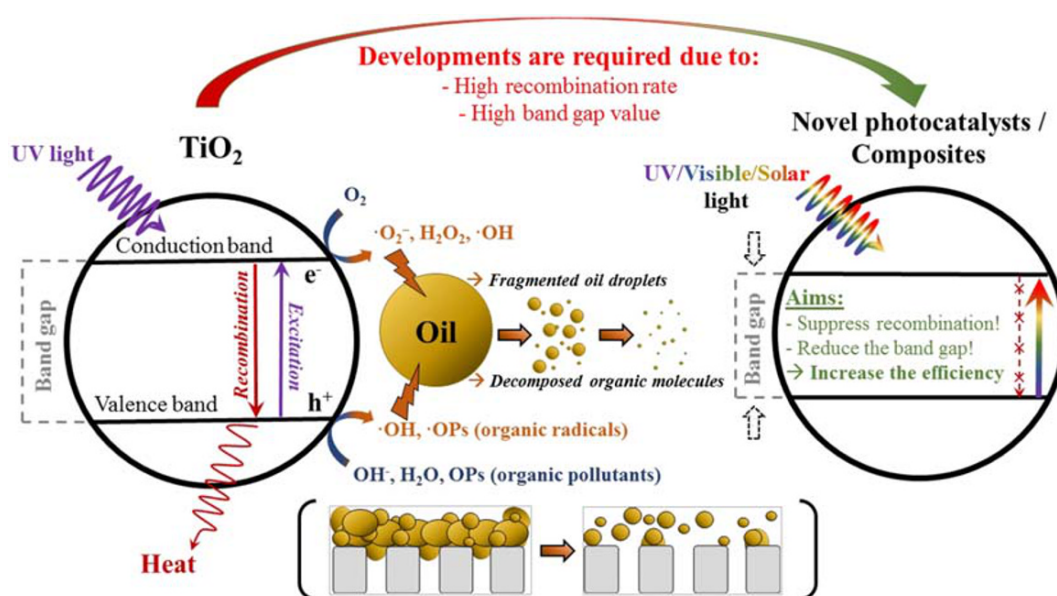 Developments are required due to:
- High recombination rate
- High band gap value
TiO₂
UV light
Conduction band
Band gap
Recombination
Excitation
e⁻
h⁺
Valence band
Heat
O₂
·O₂⁻, H₂O₂, ·OH
Oil
→ Fragmented oil droplets
→ Decomposed organic molecules
·OH, ·OPs (organic radicals)
OH⁻, H₂O, OPs (organic pollutants)
Novel photocatalysts /
Composites
UV/Visible/Solar
light
Band gap
Aims:
- Suppress recombination!
- Reduce the band gap!
→ Increase the efficiency